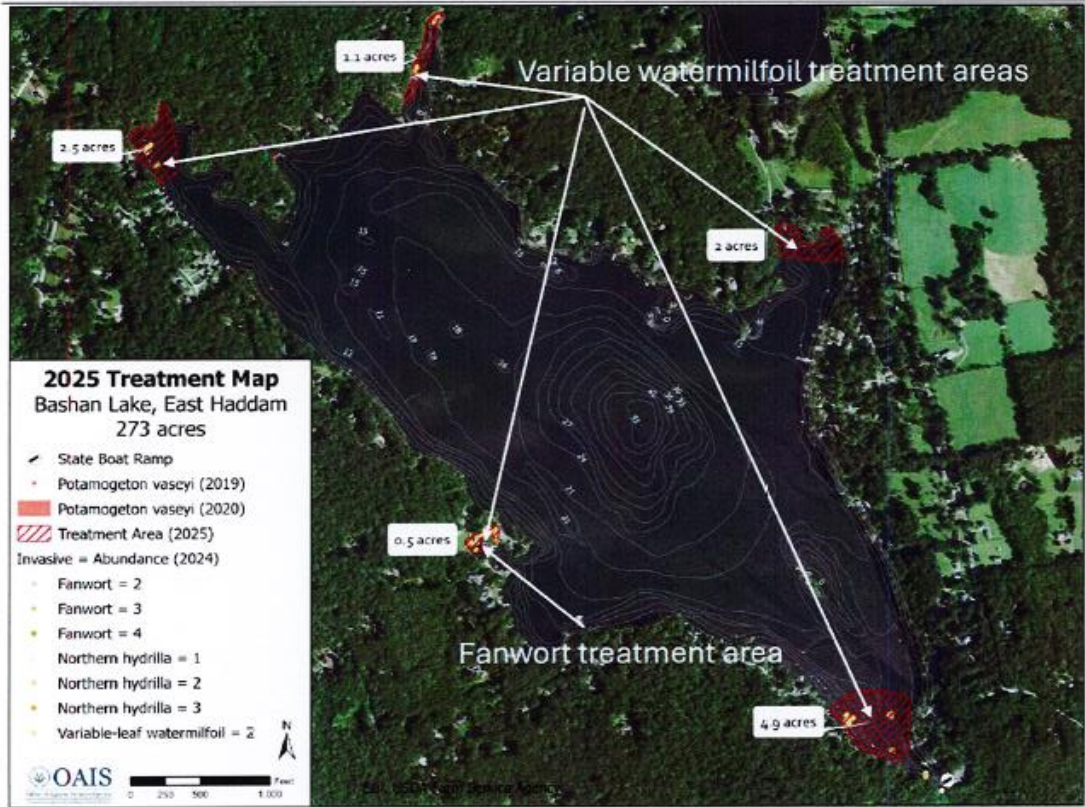 1.1 acres
Variable watermilfoil treatment areas
2.5 acres
2 acres
0.5 acres
Fanwort treatment area
4.9 acres
2025 Treatment Map
Bashan Lake, East Haddam
273 acres
State Boat Ramp
Potamogeton vaseyi (2019)
Potamogeton vaseyi (2020)
Treatment Area (2025)
Invasive = Abundance (2024)
Fanwort = 2
Fanwort = 3
Fanwort = 4
Northern hydrilla = 1
Northern hydrilla = 2
Northern hydrilla = 3
Variable-leaf watermilfoil = 2
N
OAIS
Feet
0 250 500 1,000